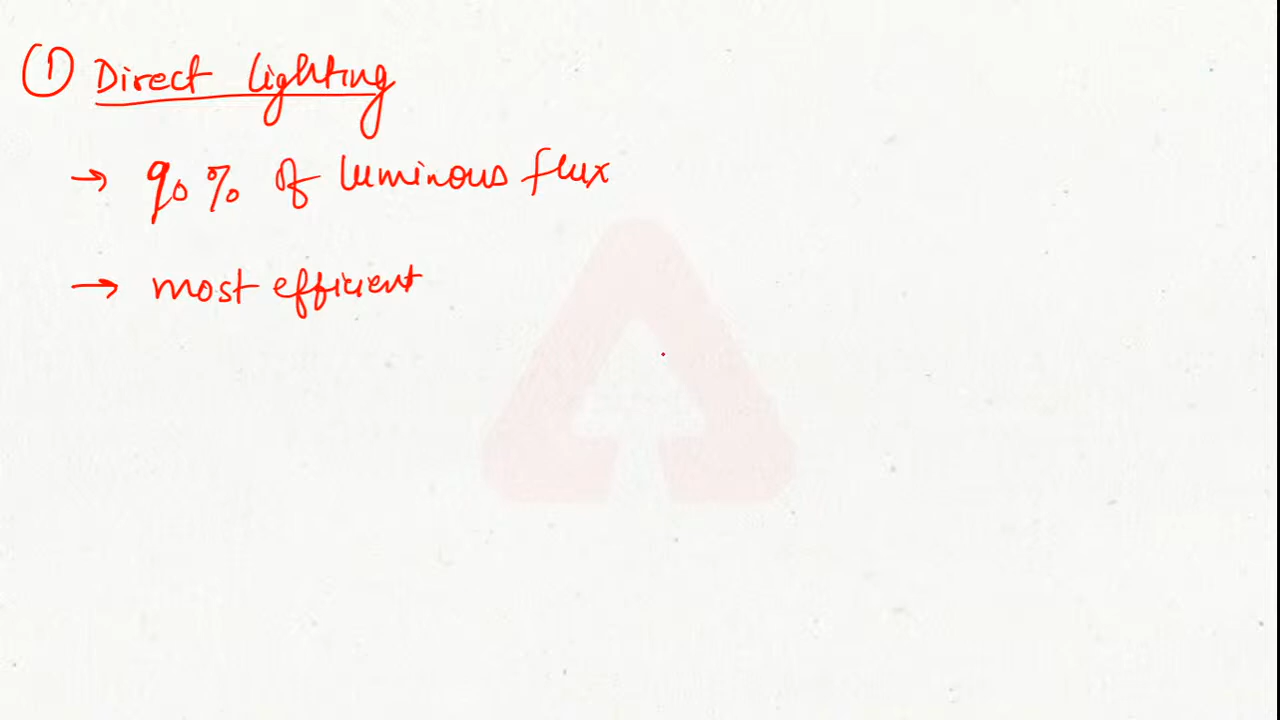 ① Direct lighting
→ 90% of luminous flux
→ most efficient